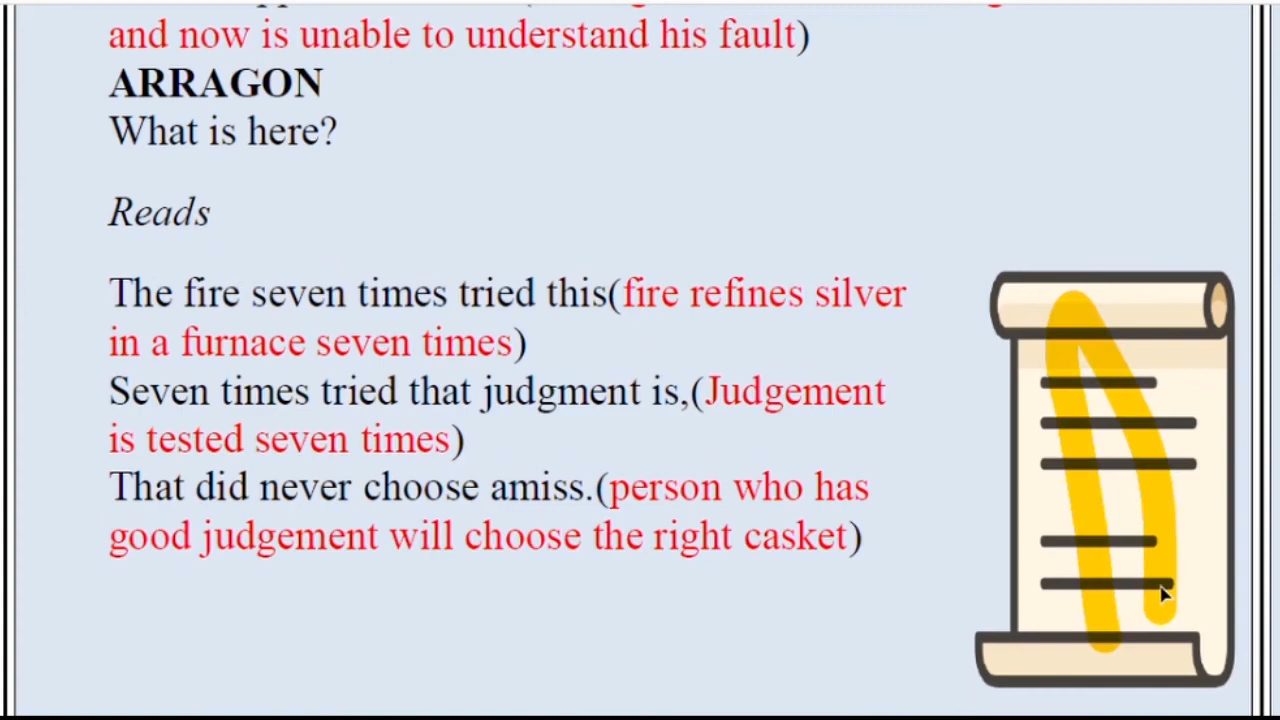 and now is unable to understand his fault)
ARRAGON
What is here?
Reads
The fire seven times tried this(fire refines silver
in a furnace seven times)
Seven times tried that judgment is,(Judgement
is tested seven times)
That did never choose amiss.(person who has
good judgement will choose the right casket)